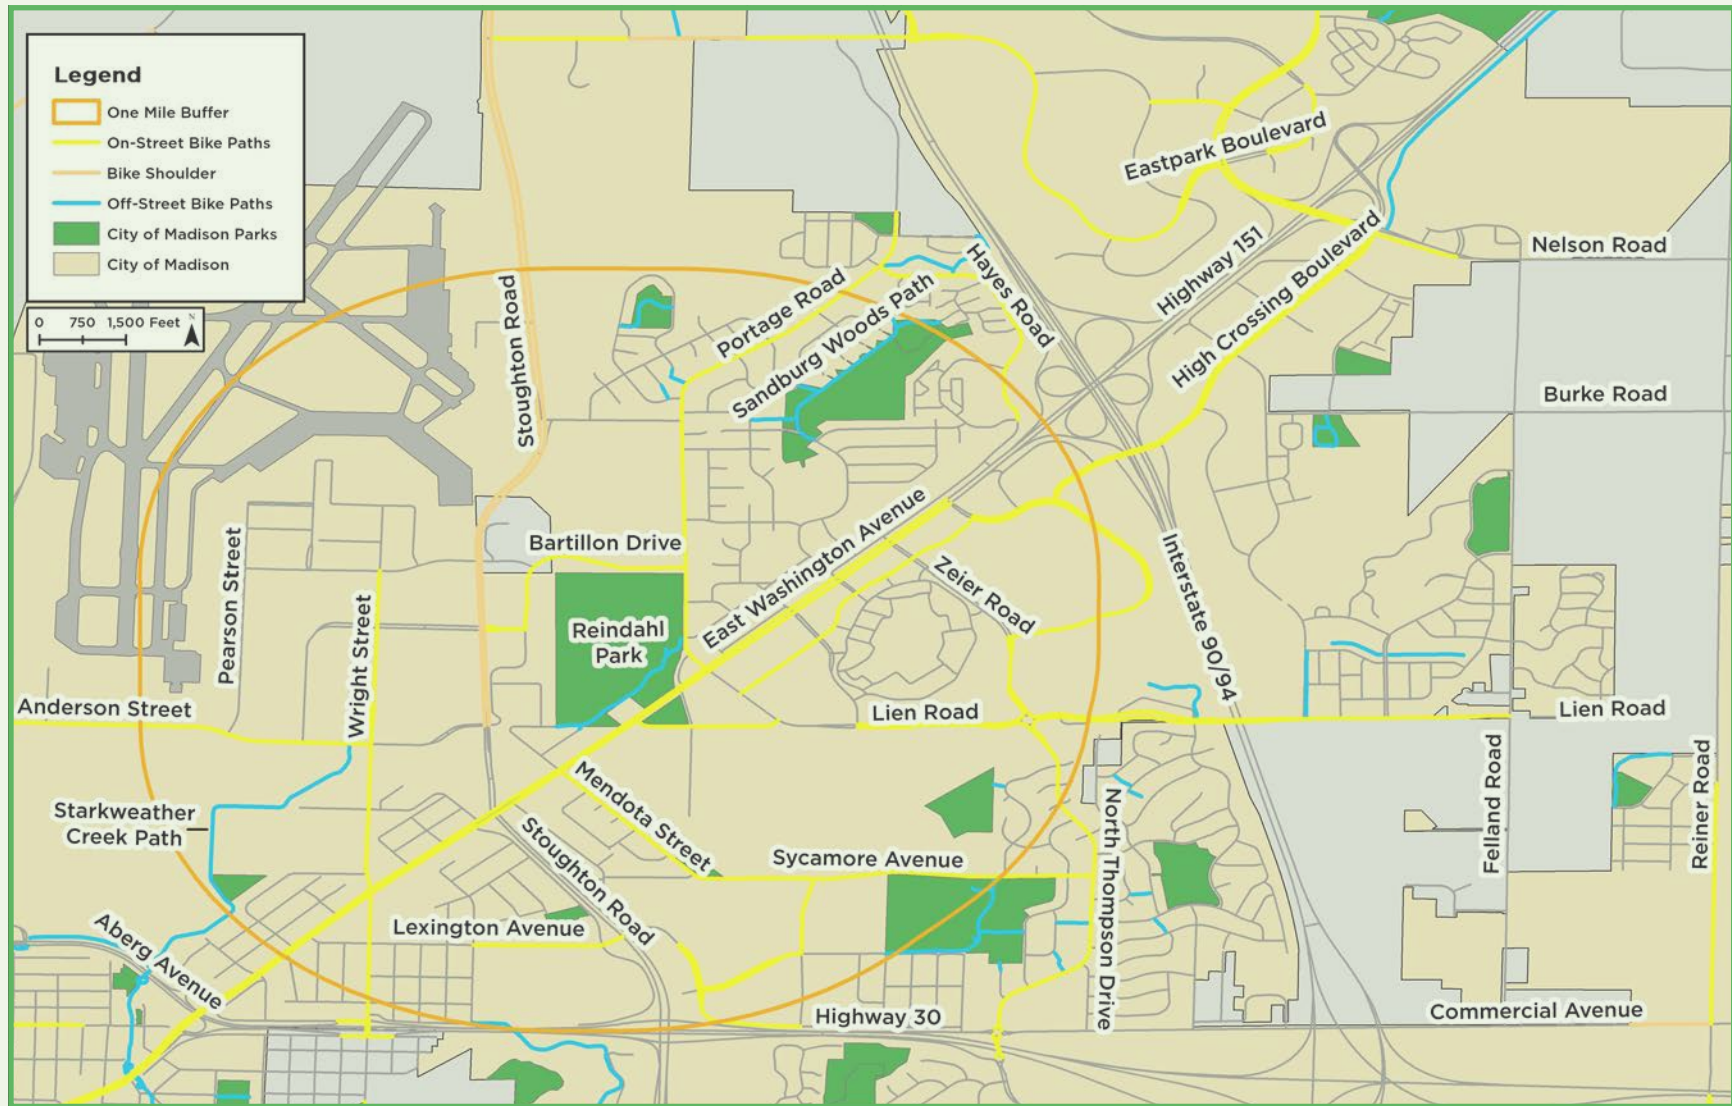 Legend
One Mile Buffer
On-Street Bike Paths
Bike Shoulder
Off-Street Bike Paths
City of Madison Parks
City of Madison
0 750 1,500 Feet
N
Eastpark Boulevard
Nelson Road
Highway 151
Hayes Road
High Crossing Boulevard
Portage Road
Sandburg Woods Path
Stoughton Road
Burke Road
East Washington Avenue
Bartillon Drive
Pearson Street
Wright Street
Zeier Road
Interstate 90/94
Reindahl
Park
Anderson Street
Lien Road
Lien Road
Mendota Street
Starkweather
Creek Path
Stoughton Road
Sycamore Avenue
North Thompson Drive
Felland Road
Reiner Road
Lexington Avenue
Aberg Avenue
Highway 30
Commercial Avenue